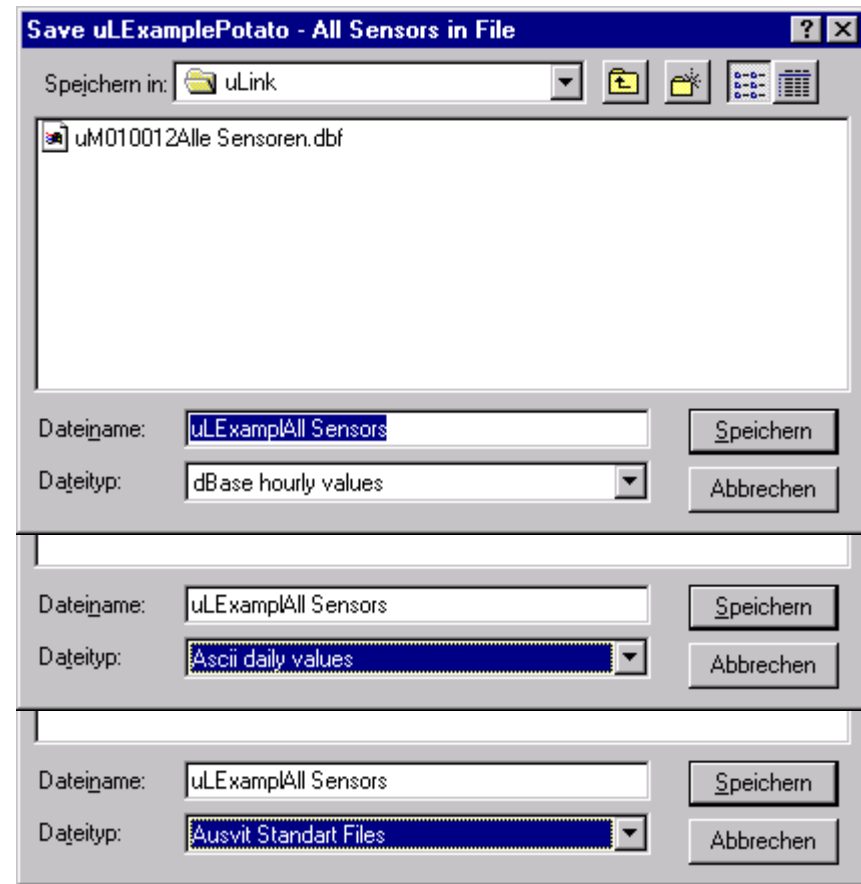 Save uLExamplePotato - All Sensors in File
Speichern in: uLink
uM010012Alle Sensoren.dbf
Dateiname: uLExamplAll Sensors Speichern
Dateityp: dBase hourly values Abbrechen
Dateiname: uLExamplAll Sensors Speichern
Dateityp: Ascii daily values Abbrechen
Dateiname: uLExamplAll Sensors Speichern
Dateityp: Ausvit Standart Files Abbrechen